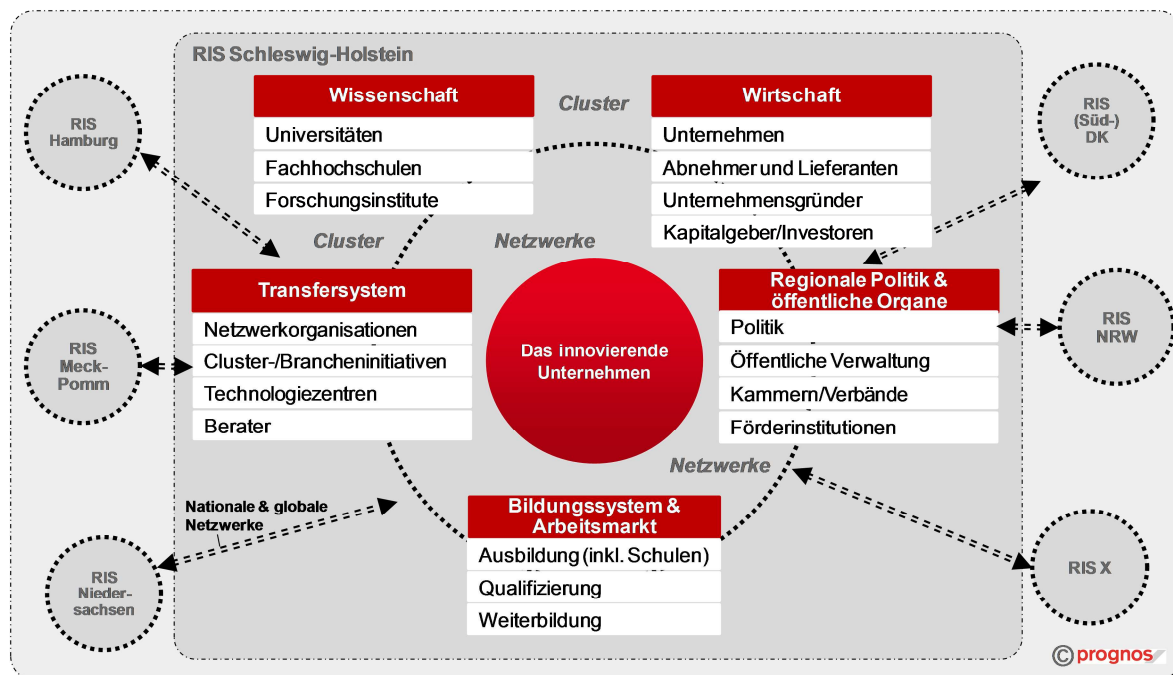 RIS Schleswig-Holstein
Wissenschaft
Universitäten
Fachhochschulen
Forschungsinstitute
Cluster
Wirtschaft
Unternehmen
Abnehmer und Lieferanten
Unternehmensgründer
Kapitalgeber/Investoren
RIS
Hamburg
RIS
(Süd-)
DK
Cluster
Netzwerke
Transfersystem
Netzwerkorganisationen
Cluster-/Brancheninitiativen
Technologiezentren
Berater
Das innovierende
Unternehmen
Regionale Politik &
öffentliche Organe
Politik
Öffentliche Verwaltung
Kammern/Verbände
Förderinstitutionen
RIS
Meck-
Pomm
RIS
NRW
Netzwerke
Nationale & globale
Netzwerke
Bildungssystem &
Arbeitsmarkt
Ausbildung (inkl. Schulen)
Qualifizierung
Weiterbildung
RIS
Nieder-
sachsen
RIS X
© prognos